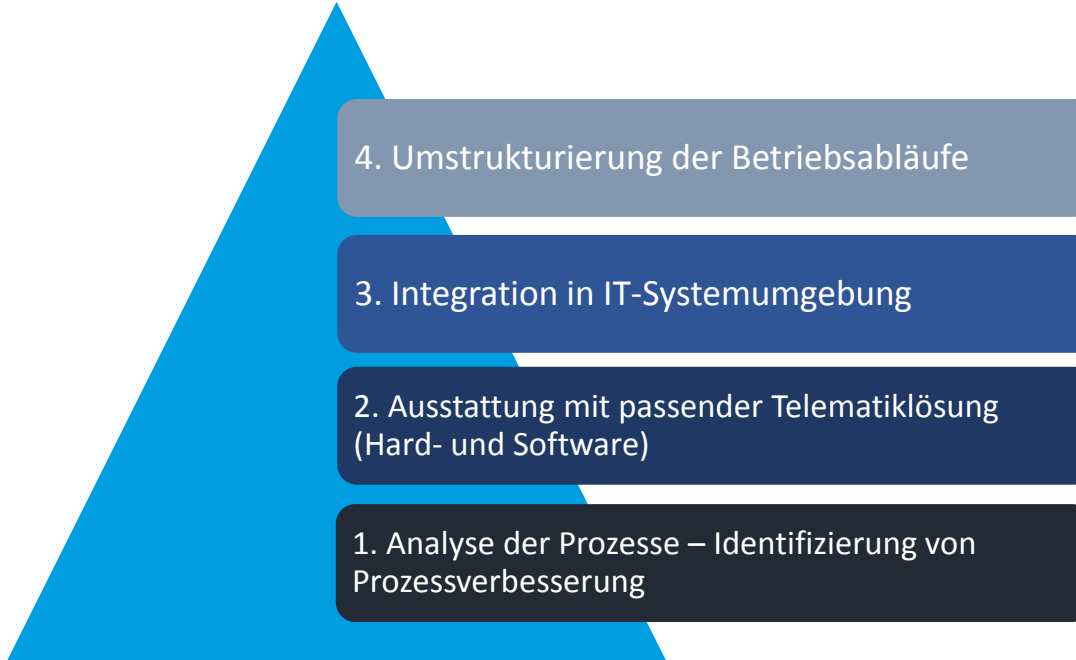 4. Umstrukturierung der Betriebsabläufe
3. Integration in IT-Systemumgebung
2. Ausstattung mit passender Telematiklösung
(Hard- und Software)
1. Analyse der Prozesse – Identifizierung von
Prozessverbesserung